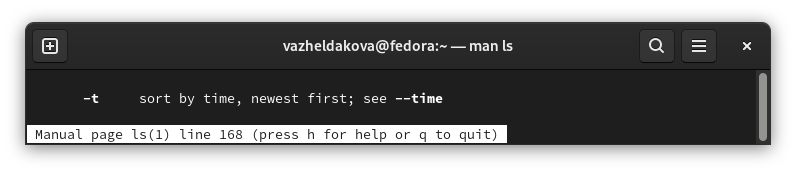 vazheldakova@fedora:~ — man ls
-t     sort by time, newest first; see --time
Manual page ls(1) line 168 (press h for help or q to quit)